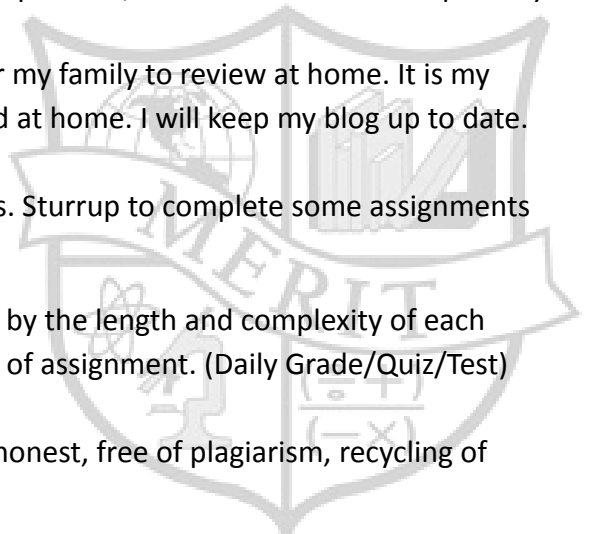 r my family to review at home. It is my
d at home. I will keep my blog up to date.
s. Sturrup to complete some assignments
MERIT
by the length and complexity of each
of assignment. (Daily Grade/Quiz/Test)
(÷ +)
(− ×)
honest, free of plagiarism, recycling of